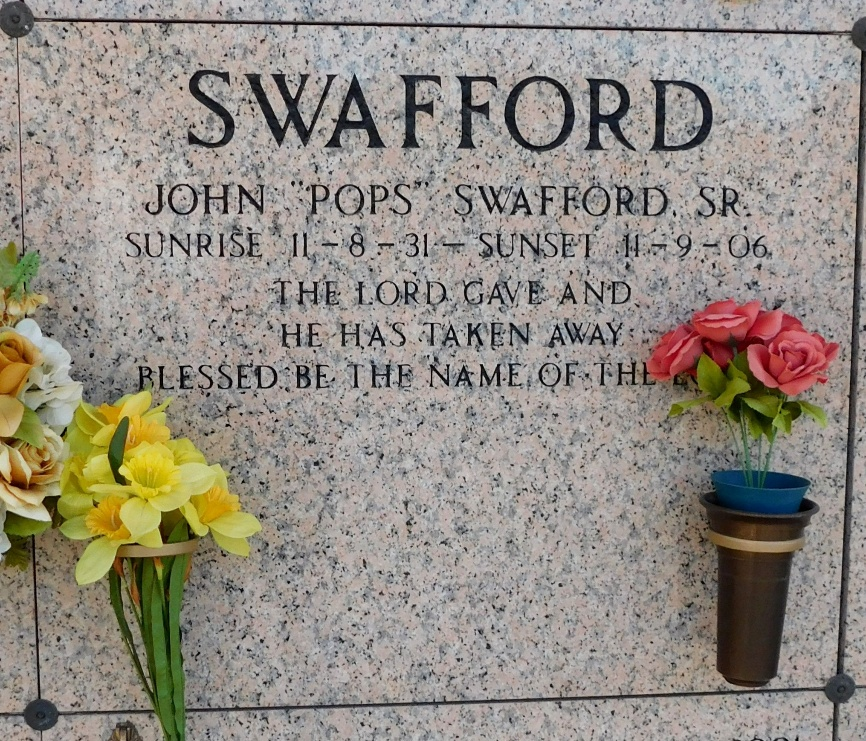 SWAFFORD
JOHN "POPS" SWAFFORD, SR.
SUNRISE 11-8-31 - SUNSET 11-9-06
THE LORD GAVE AND
HE HAS TAKEN AWAY
BLESSED BE THE NAME OF THE